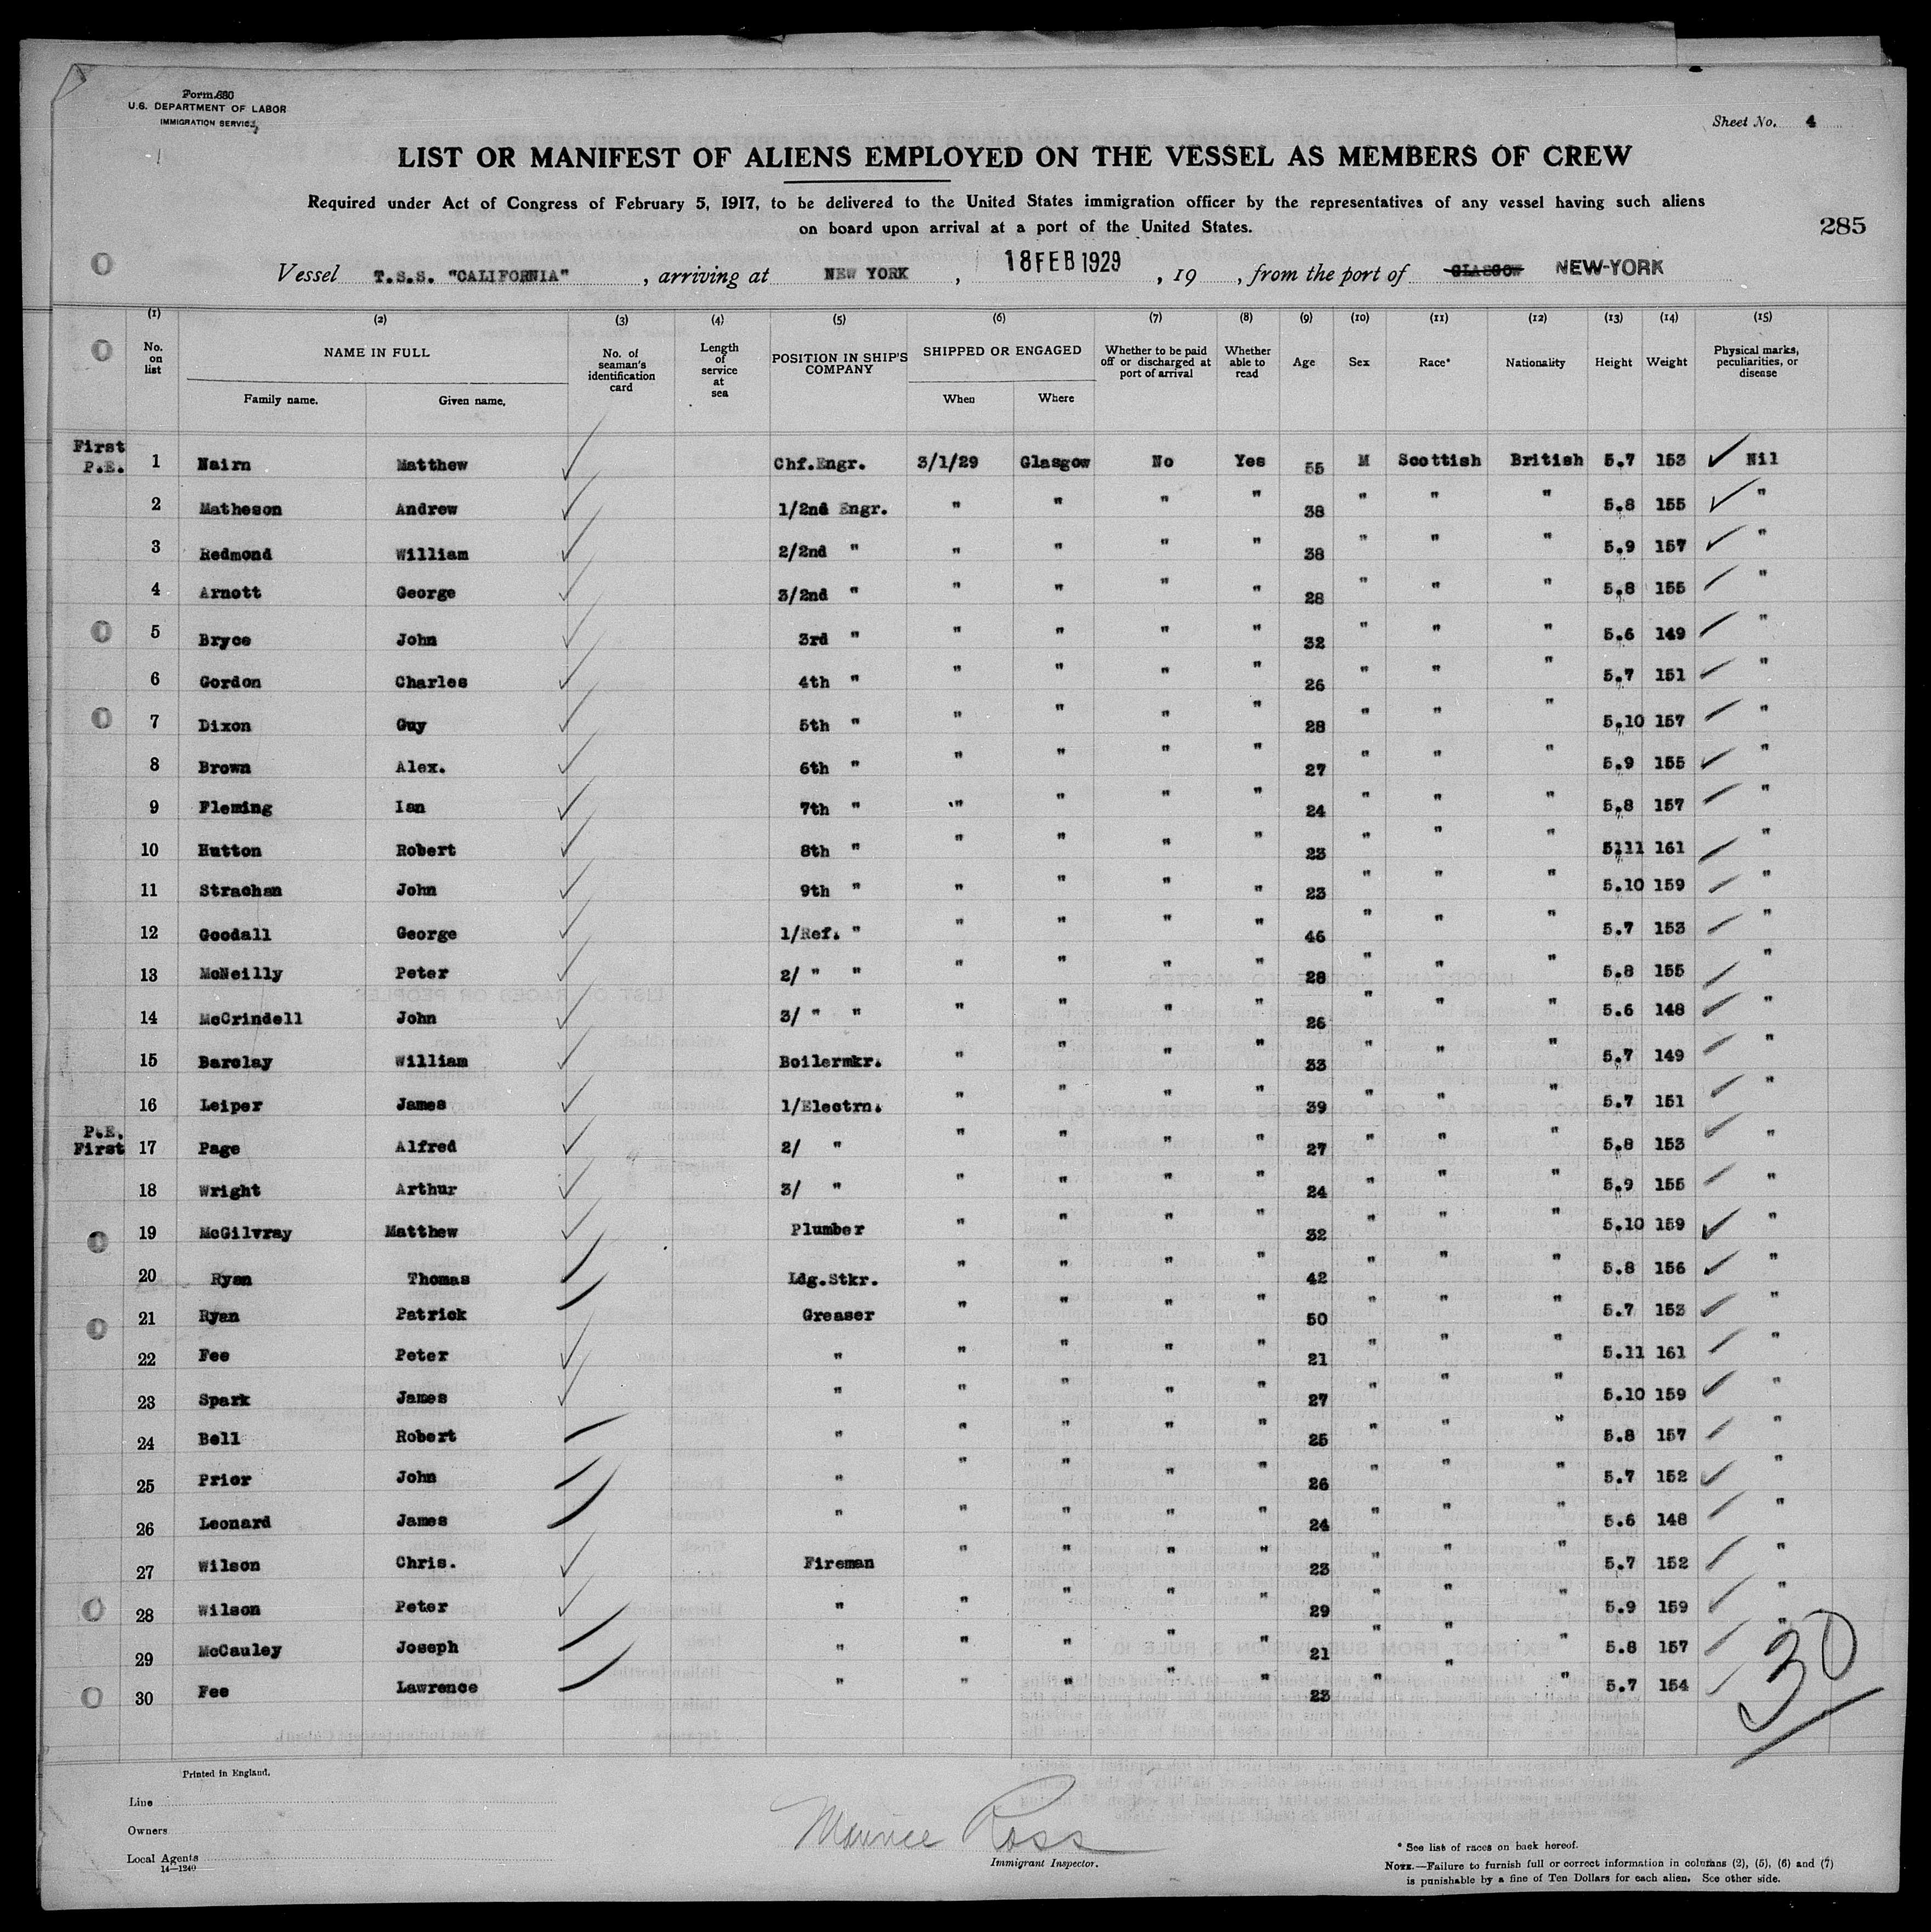 Form 680
U.S. DEPARTMENT OF LABOR
IMMIGRATION SERVICE
Sheet No. 4
LIST OR MANIFEST OF ALIENS EMPLOYED ON THE VESSEL AS MEMBERS OF CREW
Required under Act of Congress of February 5, 1917, to be delivered to the United States immigration officer by the representatives of any vessel having such aliens
on board upon arrival at a port of the United States.
285
Vessel T.S.S. "CALIFORNIA", arriving at NEW YORK, 18 FEB 1929, 19 , from the port of GLASGOW NEW-YORK
(1) (2) (3) (4) (5) (6) (7) (8) (9) (10) (11) (12) (13) (14) (15)
No. on list NAME IN FULL Family name. Given name. No. of seaman's identification card Length of service at sea POSITION IN SHIP'S COMPANY SHIPPED OR ENGAGED When Where Whether to be paid off or discharged at port of arrival Whether able to read Age Sex Race* Nationality Height Weight Physical marks, peculiarities, or disease
First P.E. 1 Nairn Matthew Chf.Engr. 3/1/29 Glasgow No Yes 55 M Scottish British 5.7 153 Nil
2 Matheson Andrew 1/2nd Engr. " " " " 38 " " " 5.8 155 "
3 Redmond William 2/2nd " " " " " 38 " " " 5.9 157 "
4 Arnott George 3/2nd " " " " " 28 " " " 5.8 155 "
5 Bryce John 3rd " " " " " 32 " " " 5.6 149 "
6 Gordon Charles 4th " " " " " 26 " " " 5.7 151 "
7 Dixon Guy 5th " " " " " 28 " " " 5.10 157 "
8 Brown Alex. 6th " " " " " 27 " " " 5.9 155 "
9 Fleming Ian 7th " " " " " 24 " " " 5.8 157 "
10 Hutton Robert 8th " " " " " 23 " " " 5111 161 "
11 Strachan John 9th " " " " " 23 " " " 5.10 159 "
12 Goodall George 1/Ref. " " " " " 46 " " " 5.7 153 "
13 McNeilly Peter 2/ " " " " " " 28 " " " 5.8 155 "
14 McCrindell John 3/ " " " " " " 26 " " " 5.6 148 "
15 Barclay William Boilermkr. " " " " 33 " " " 5.7 149 "
16 Leiper James 1/Electrn. " " " " 39 " " " 5.7 151 "
P.E. First 17 Page Alfred 2/ " " " " " 27 " " " 5.8 153 "
18 Wright Arthur 3/ " " " " " 24 " " " 5.9 155 "
19 McGilvray Matthew Plumber " " " " 32 " " " 5.10 159 "
20 Ryan Thomas Ldg.Stkr. " " " " 42 " " " 5.8 156 "
21 Ryan Patrick Greaser " " " " 50 " " " 5.7 153 "
22 Fee Peter " " " " " 21 " " " 5.11 161 "
23 Spark James " " " " " 27 " " " 5.10 159 "
24 Bell Robert " " " " " 25 " " " 5.8 157 "
25 Prior John " " " " " 26 " " " 5.7 152 "
26 Leonard James " " " " " 24 " " " 5.6 148 "
27 Wilson Chris. Fireman " " " " 23 " " " 5.7 152 "
28 Wilson Peter " " " " " 29 " " " 5.9 159 "
29 McCauley Joseph " " " " " 21 " " " 5.8 157 "
30 Fee Lawrence " " " " " 23 " " " 5.7 154
30
Printed in England.
Line
Owners
Local Agents
14—1240
Maurice Ross
Immigrant Inspector.
* See list of races on back hereof.
NOTE.—Failure to furnish full or correct information in columns (2), (5), (6) and (7)
is punishable by a fine of Ten Dollars for each alien. See other side.